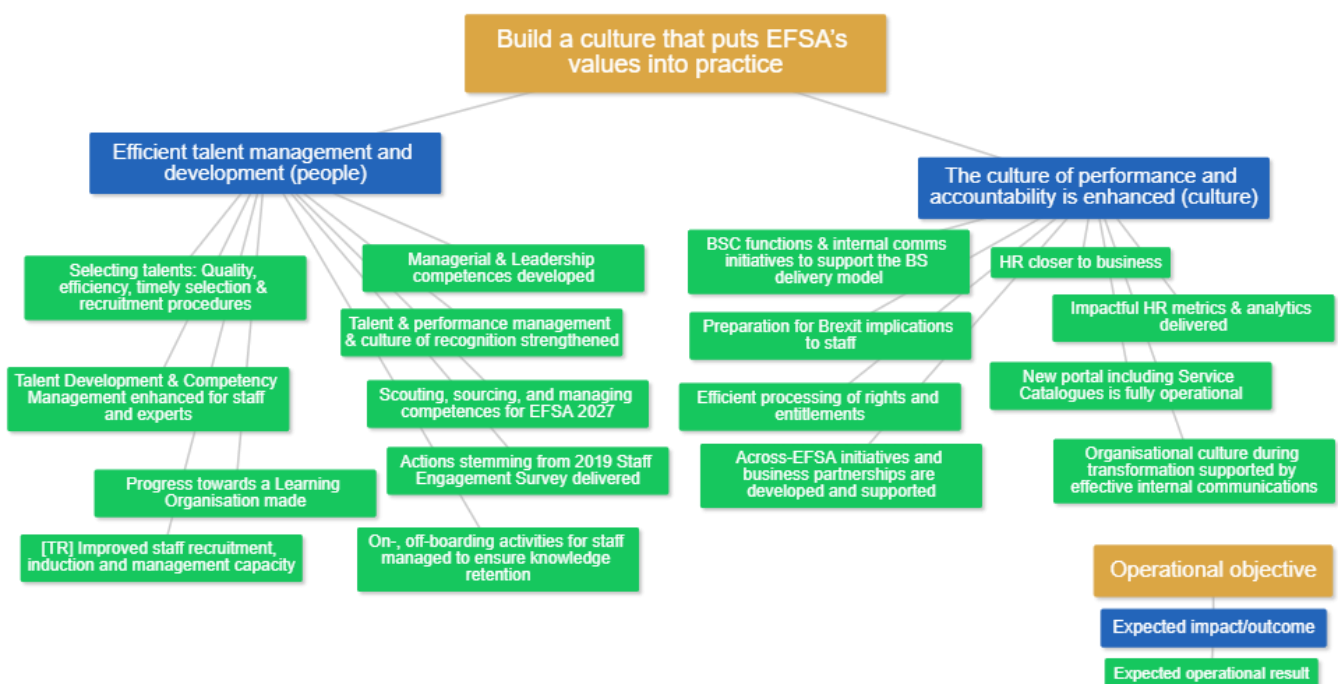 Build a culture that puts EFSA's
values into practice
Efficient talent management and
development (people)
Selecting talents: Quality,
efficiency, timely selection &
recruitment procedures
Managerial & Leadership
competences developed
Talent & performance management
& culture of recognition strengthened
Talent Development & Competency
Management enhanced for staff
and experts
Scouting, sourcing, and managing
competences for EFSA 2027
Actions stemming from 2019 Staff
Engagement Survey delivered
Progress towards a Learning
Organisation made
[TR] Improved staff recruitment,
induction and management capacity
On-, off-boarding activities for staff
managed to ensure knowledge
retention
The culture of performance and
accountability is enhanced (culture)
BSC functions & internal comms
initiatives to support the BS
delivery model
HR closer to business
Impactful HR metrics & analytics
delivered
Preparation for Brexit implications
to staff
New portal including Service
Catalogues is fully operational
Efficient processing of rights and
entitlements
Across-EFSA initiatives and
business partnerships are
developed and supported
Organisational culture during
transformation supported by
effective internal communications
Operational objective
Expected impact/outcome
Expected operational result